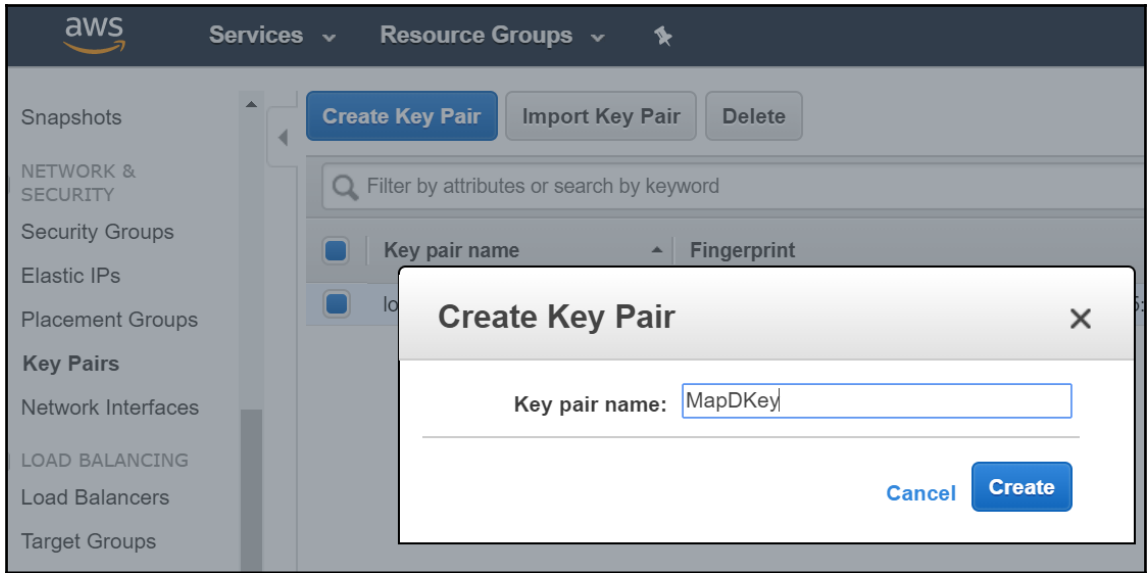 aws
Services
Resource Groups
Snapshots
NETWORK &
SECURITY
Security Groups
Elastic IPs
Placement Groups
Key Pairs
Network Interfaces
LOAD BALANCING
Load Balancers
Target Groups
Create Key Pair
Import Key Pair
Delete
Filter by attributes or search by keyword
Key pair name
Fingerprint
lo
Create Key Pair
Key pair name: MapDKey
Cancel
Create